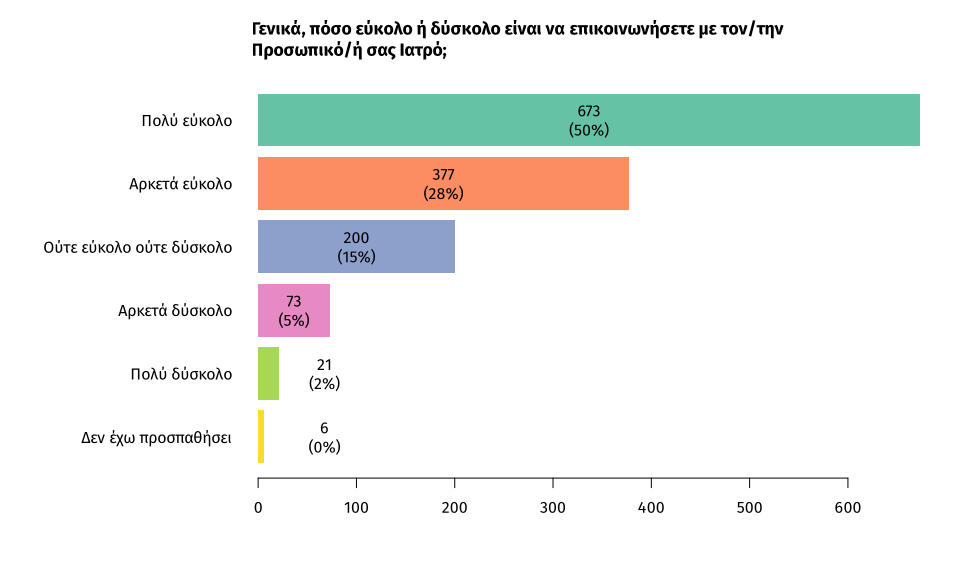 Γενικά, πόσο εύκολο ή δύσκολο είναι να επικοινωνήσετε με τον/την
Προσωπικό/ή σας Ιατρό;
Πολύ εύκολο
673
(50%)
Αρκετά εύκολο
377
(28%)
Ούτε εύκολο ούτε δύσκολο
200
(15%)
Αρκετά δύσκολο
73
(5%)
Πολύ δύσκολο
21
(2%)
Δεν έχω προσπαθήσει
6
(0%)
0 100 200 300 400 500 600